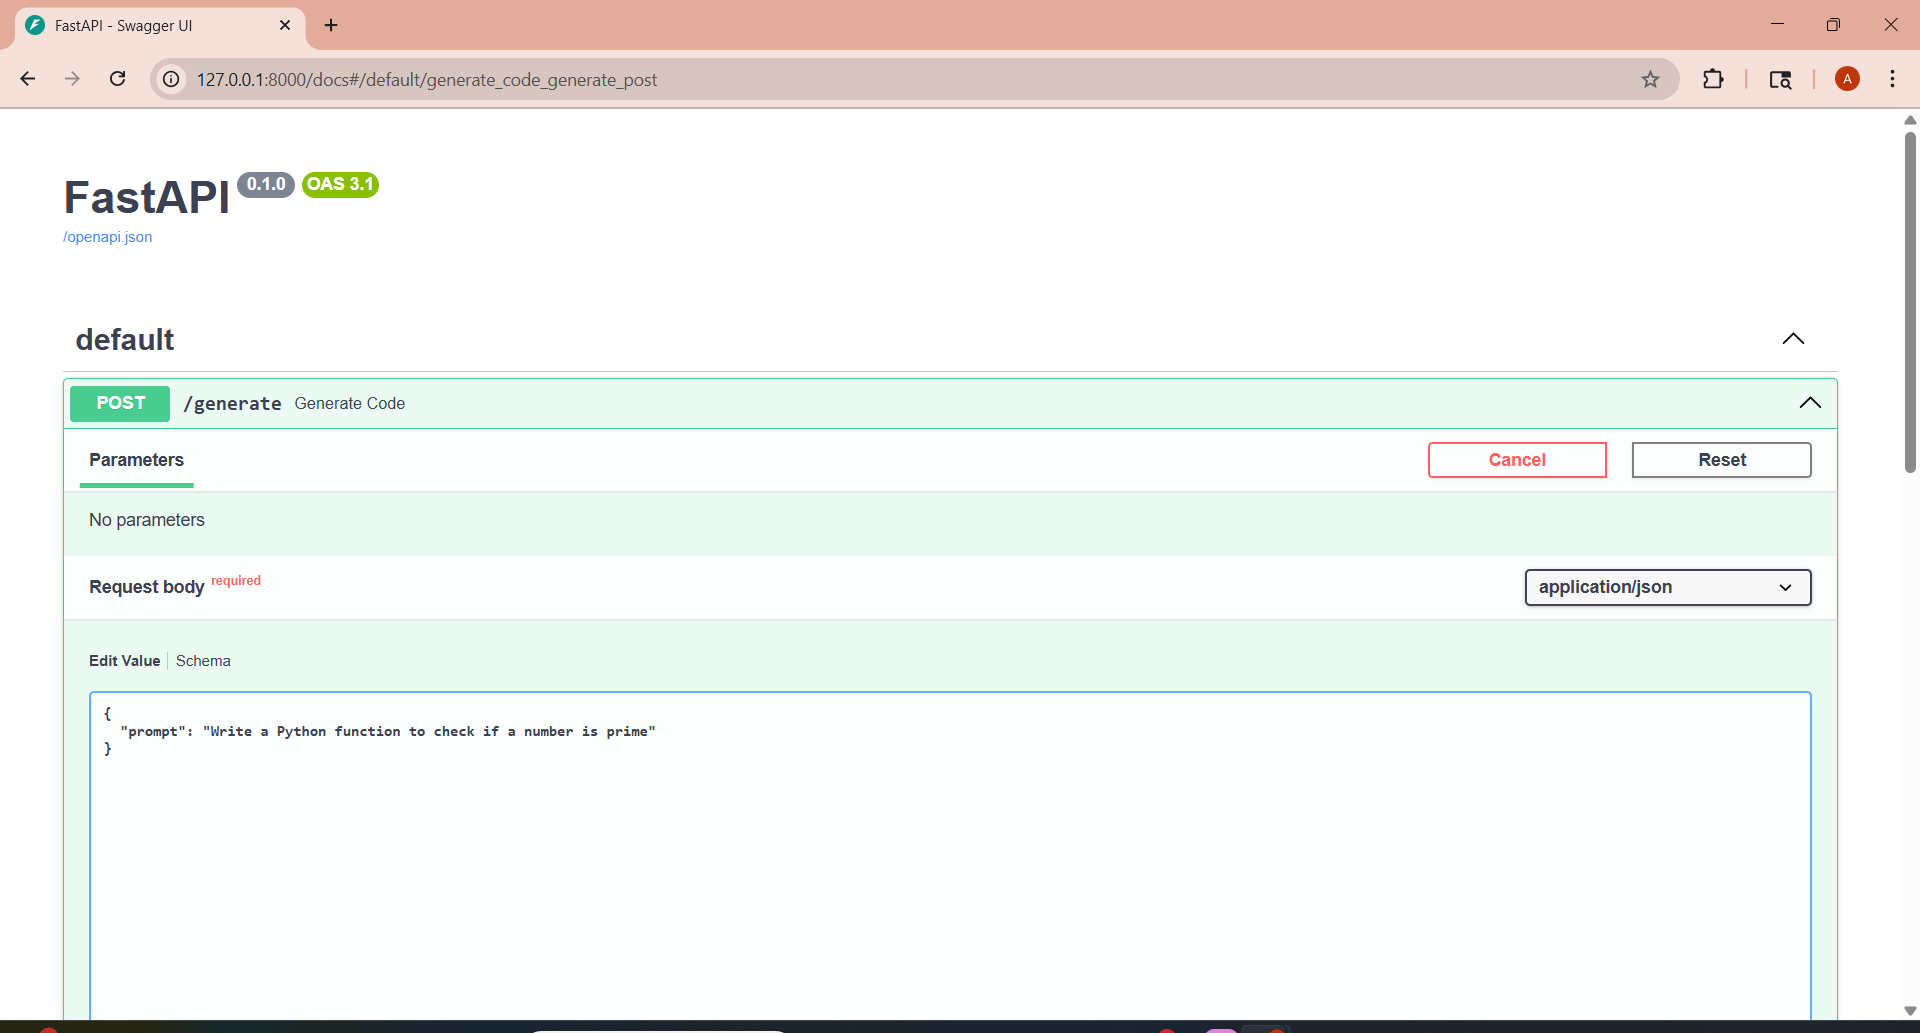 FastAPI - Swagger UI
127.0.0.1:8000/docs#/default/generate_code_generate_post
A
FastAPI 0.1.0 OAS 3.1
/openapi.json
default
POST /generate Generate Code
Parameters Cancel Reset
No parameters
Request body required application/json
Edit Value Schema
{
"prompt": "Write a Python function to check if a number is prime"
}